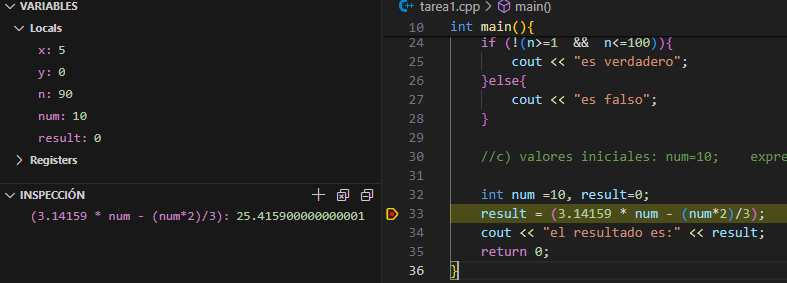 VARIABLES
Locals
x: 5
y: 0
n: 90
num: 10
result: 0
Registers
INSPECCIÓN
(3.14159 * num - (num*2)/3): 25.415900000000001
tarea1.cpp > main()
10 int main(){
24 if (!(n>=1 && n<=100)){
25 cout << "es verdadero";
26 }else{
27 cout << "es falso";
28 }
29
30 //c) valores iniciales: num=10; expre
31
32 int num =10, result=0;
33 result = (3.14159 * num - (num*2)/3);
34 cout << "el resultado es:" << result;
35 return 0;
36 }